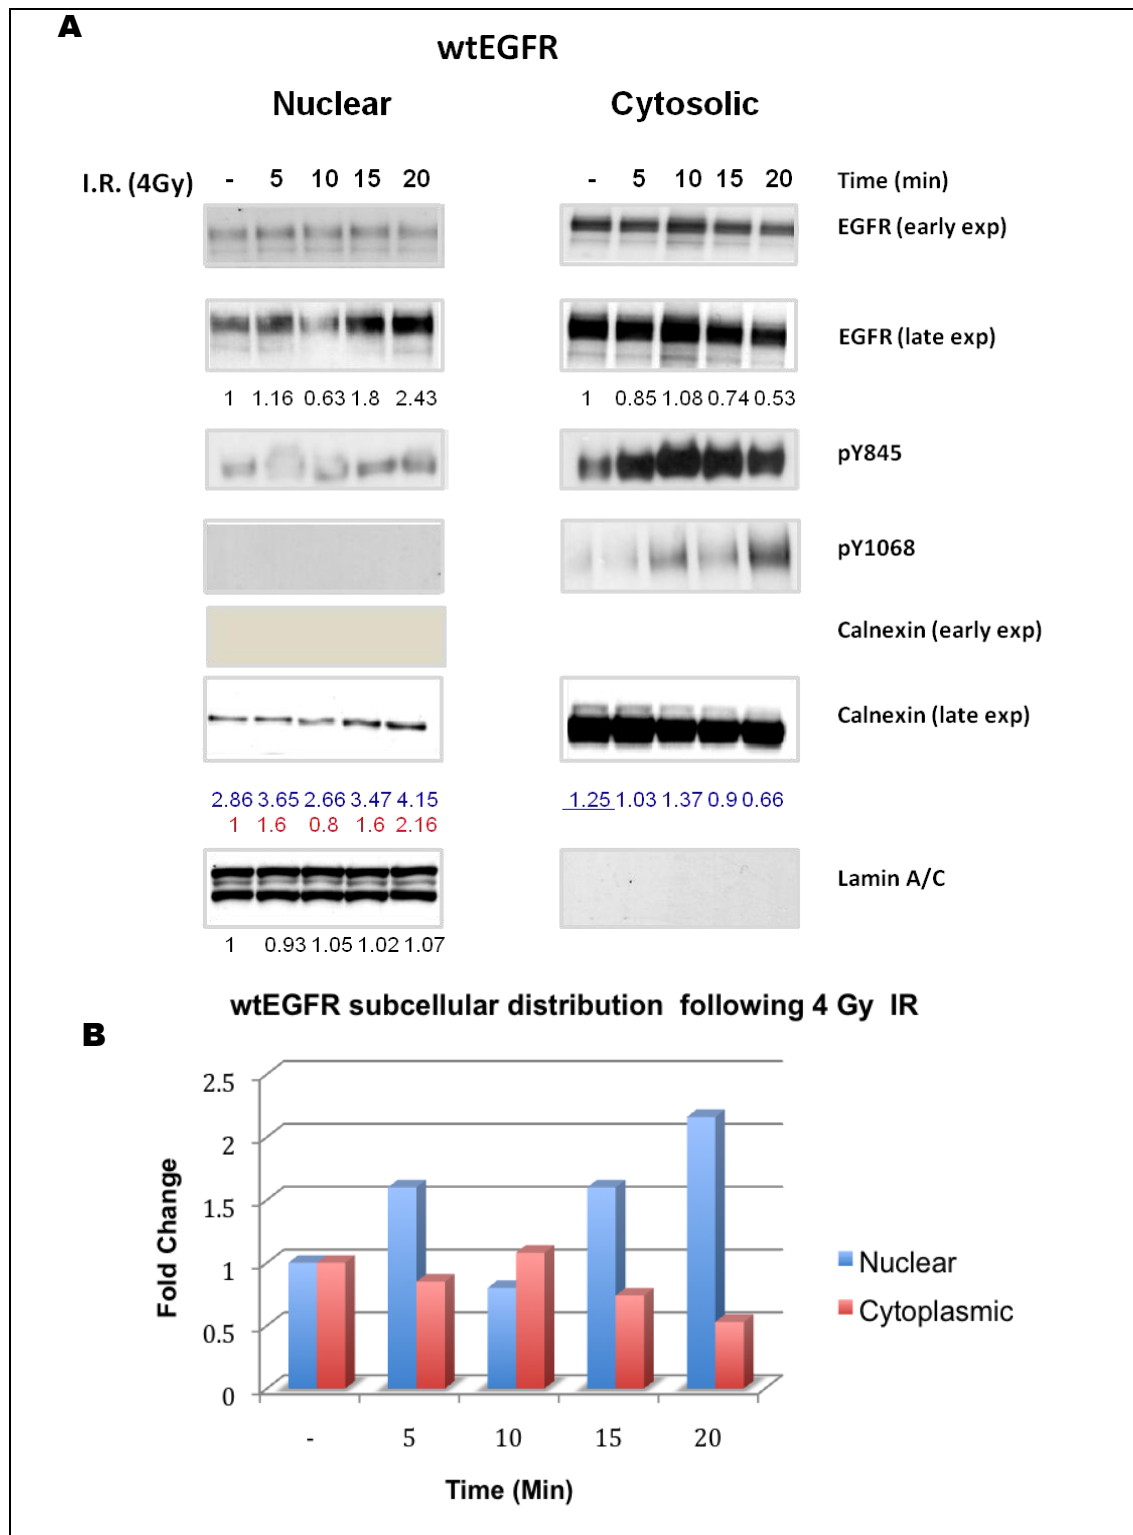 A
wtEGFR
Nuclear Cytosolic
I.R. (4Gy) - 5 10 15 20 - 5 10 15 20 Time (min)
EGFR (early exp)
EGFR (late exp)
1 1.16 0.63 1.8 2.43 1 0.85 1.08 0.74 0.53
pY845
pY1068
Calnexin (early exp)
Calnexin (late exp)
2.86 3.65 2.66 3.47 4.15 1.25 1.03 1.37 0.9 0.66
1 1.6 0.8 1.6 2.16
Lamin A/C
1 0.93 1.05 1.02 1.07
wtEGFR subcellular distribution following 4 Gy IR
B
2.5
2
1.5
1
0.5
0
Fold Change
Nuclear
Cytoplasmic
- 5 10 15 20
Time (Min)